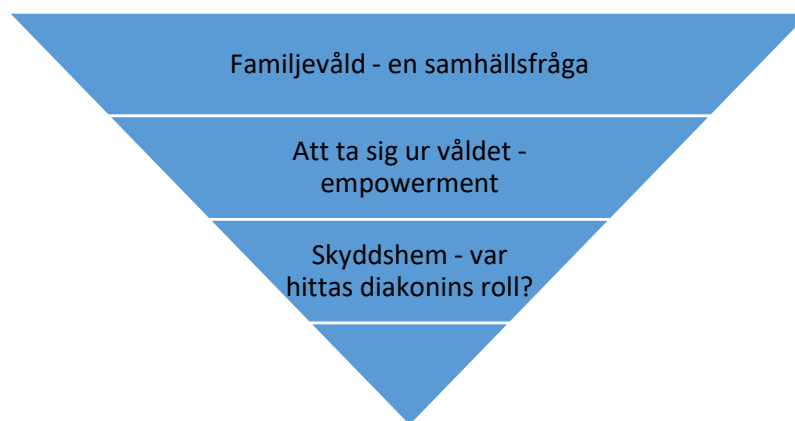 Familjevåld - en samhällsfråga
Att ta sig ur våldet -
empowerment
Skyddshem - var
hittas diakonins roll?